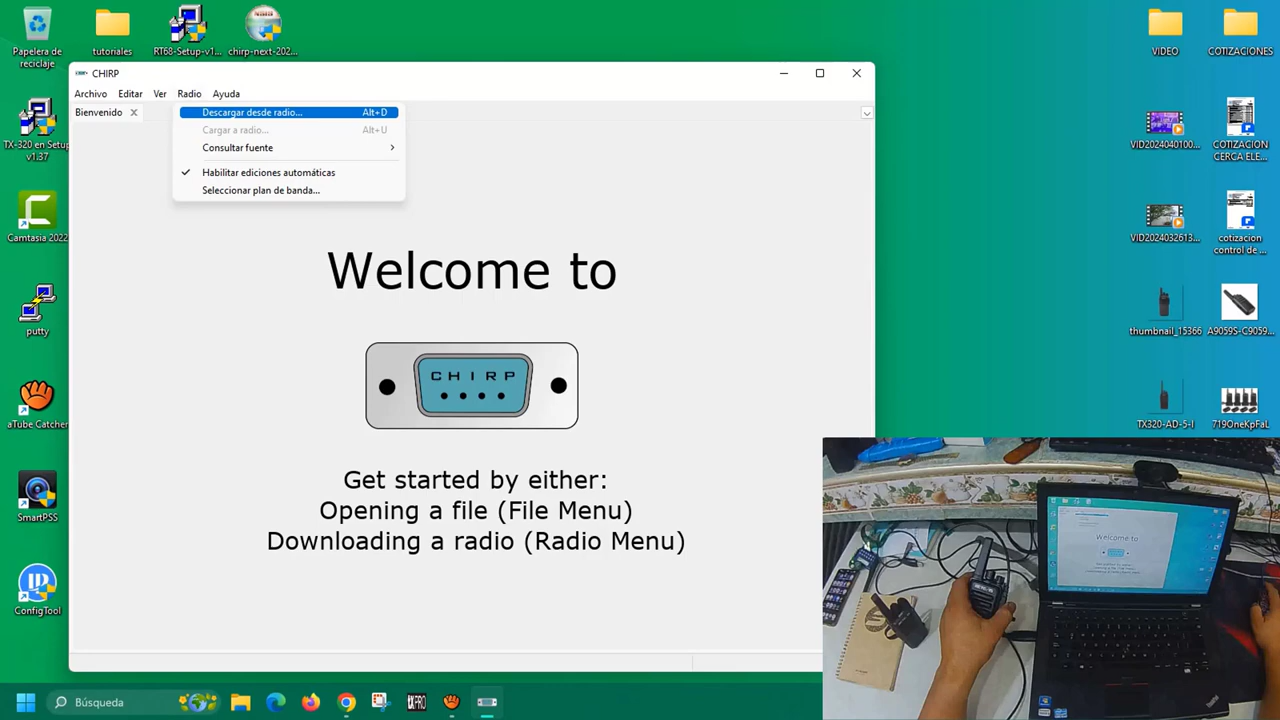 Papelera de
reciclaje
tutoriales
RT68-Setup-v1...
chirp-next-202...
VIDEO
COTIZACIONES
CHIRP
Archivo Editar Ver Radio Ayuda
Bienvenido
Descargar desde radio... Alt+D
Cargar a radio... Alt+U
Consultar fuente
Habilitar ediciones automáticas
Seleccionar plan de banda...
TX-320 en Setup
v1.37
VID2024040100...
COTIZACION
CERCA ELE...
Camtasia 2022
VID2024032613...
cotizacion
control de ...
Welcome to
putty
thumbnail_15366
A9059S-C9059...
CHIRP
aTube Catcher
TX320-AD-5-I
719OneKpFaL
Get started by either:
Opening a file (File Menu)
Downloading a radio (Radio Menu)
SmartPSS
IP
ConfigTool
Welcome to
Búsqueda
PRO